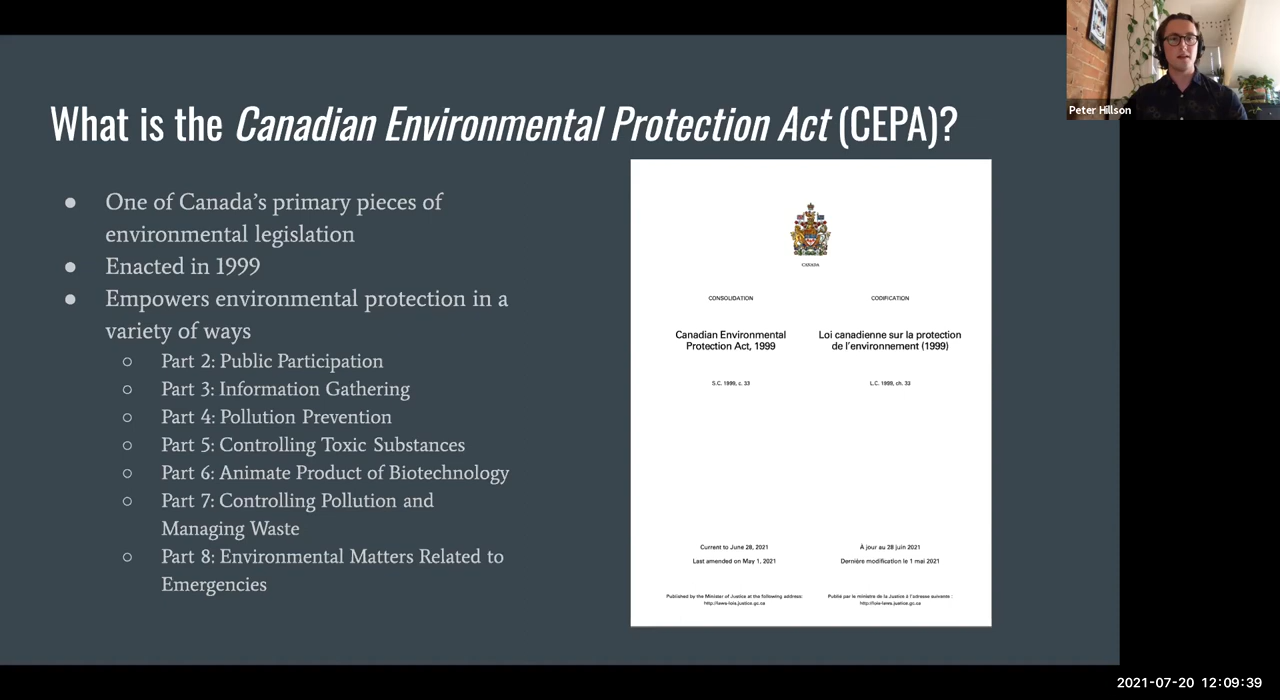 What is the Canadian Environmental Protection Act (CEPA)?
Peter Hillson
● One of Canada's primary pieces of
environmental legislation
● Enacted in 1999
● Empowers environmental protection in a
variety of ways
○ Part 2: Public Participation
○ Part 3: Information Gathering
○ Part 4: Pollution Prevention
○ Part 5: Controlling Toxic Substances
○ Part 6: Animate Product of Biotechnology
○ Part 7: Controlling Pollution and
Managing Waste
○ Part 8: Environmental Matters Related to
Emergencies
CANADA
CONSOLIDATION
Canadian Environmental
Protection Act, 1999
S.C. 1999, c. 33
Current to June 28, 2021
Last amended on May 1, 2021
Published by the Minister of Justice at the following address:
http://laws-lois.justice.gc.ca
CODIFICATION
Loi canadienne sur la protection
de l'environnement (1999)
L.C. 1999, ch. 33
À jour au 28 juin 2021
Dernière modification le 1 mai 2021
Publié par le ministre de la Justice à l'adresse suivante :
http://lois-laws.justice.gc.ca
2021-07-20 12:09:39